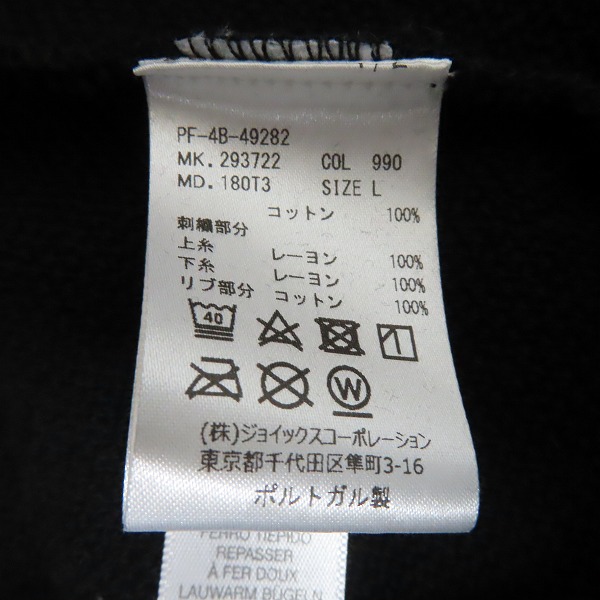 PF-4B-49282
MK. 293722 COL 990
MD. 180T3 SIZE L
コットン 100%
刺繍部分
上糸 レーヨン 100%
下糸 レーヨン 100%
リブ部分 コットン 100%
40
W
(株)ジョイックスコーポレーション
東京都千代田区隼町3-16
ポルトガル製
FERRO TIEPIDO
REPASSER
À FER DOUX
LAUWARM BÜGELN